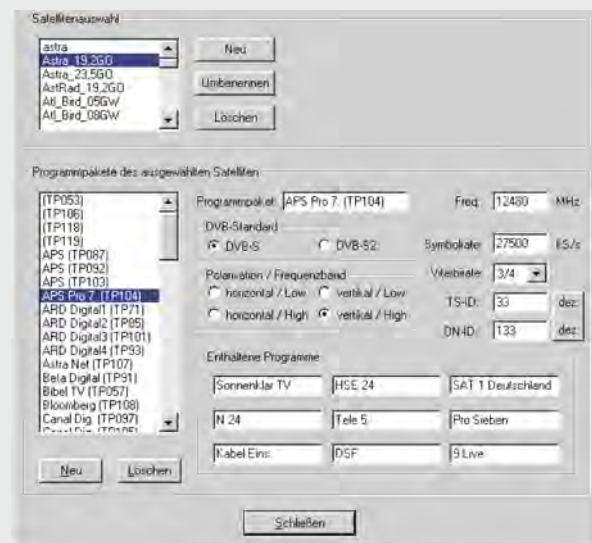 Satellitenauswahl
astra
Astra_19,2GO
Astra_23,5GO
AstRad_19,2GO
Atl_Bird_05GW
Atl_Bird_08GW
Neu
Umbenennen
Löschen
Programmpakete des ausgewählten Satelliten
(TP053)
(TP106)
(TP118)
(TP119)
APS (TP087)
APS (TP092)
APS (TP103)
APS Pro 7 (TP104)
ARD Digital1 (TP71)
ARD Digital2 (TP85)
ARD Digital3 (TP101)
ARD Digital4 (TP93)
Astra Net (TP107)
Beta Digital (TP91)
Bibel TV (TP057)
Bloomberg (TP108)
Canal Dig. (TP097)
Canal Dig. (TP105)
Neu
Löschen
Programmpaket: APS Pro 7 (TP104)
Freq.: 12480 MHz
DVB-Standard
DVB-S DVB-S2
Symbolrate: 27500 kS/s
Polarisation / Frequenzband
horizontal / Low vertikal / Low
horizontal / High vertikal / High
Viterbirate: 3/4
TS-ID: 33 dez
ON-ID: 133 dez
Enthaltene Programme
Sonnenklar TV HSE 24 SAT 1 Deutschland
N 24 Tele 5 Pro Sieben
Kabel Eins DSF 9 Live
Schließen